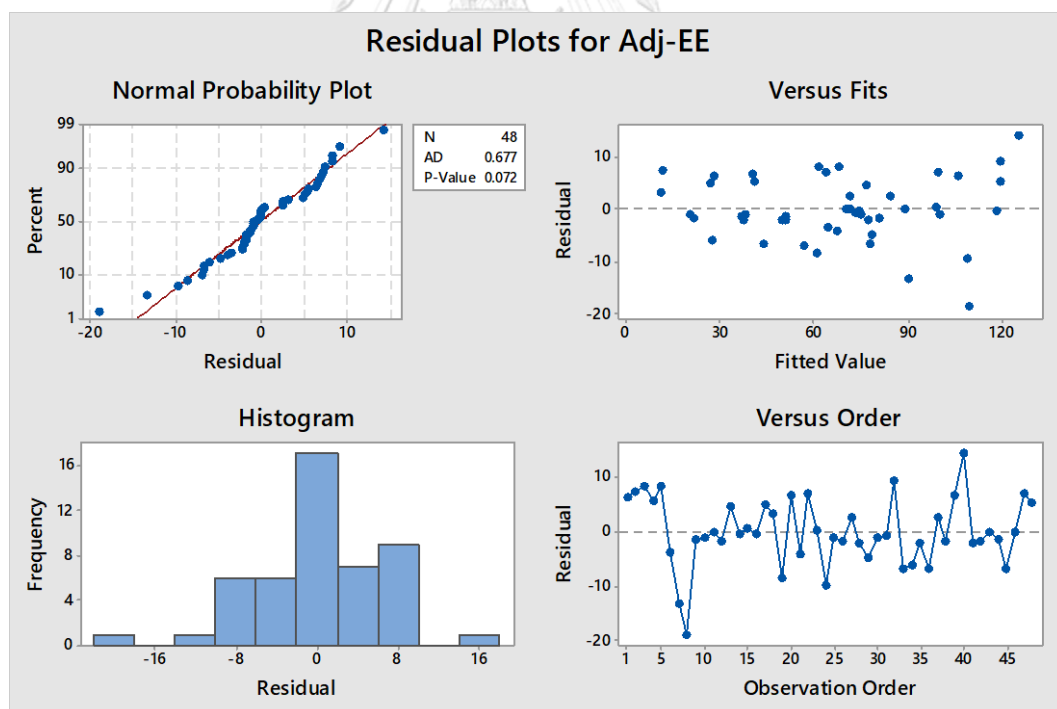 Residual Plots for Adj-EE
Normal Probability Plot
Versus Fits
99
90
50
10
1
Percent
-20
-10
0
10
Residual
N 48
AD 0.677
P-Value 0.072
10
0
-10
-20
Residual
0
30
60
90
120
Fitted Value
Histogram
Versus Order
16
12
8
4
0
Frequency
-16
-8
0
8
16
Residual
10
0
-10
-20
Residual
1
5
10
15
20
25
30
35
40
45
Observation Order